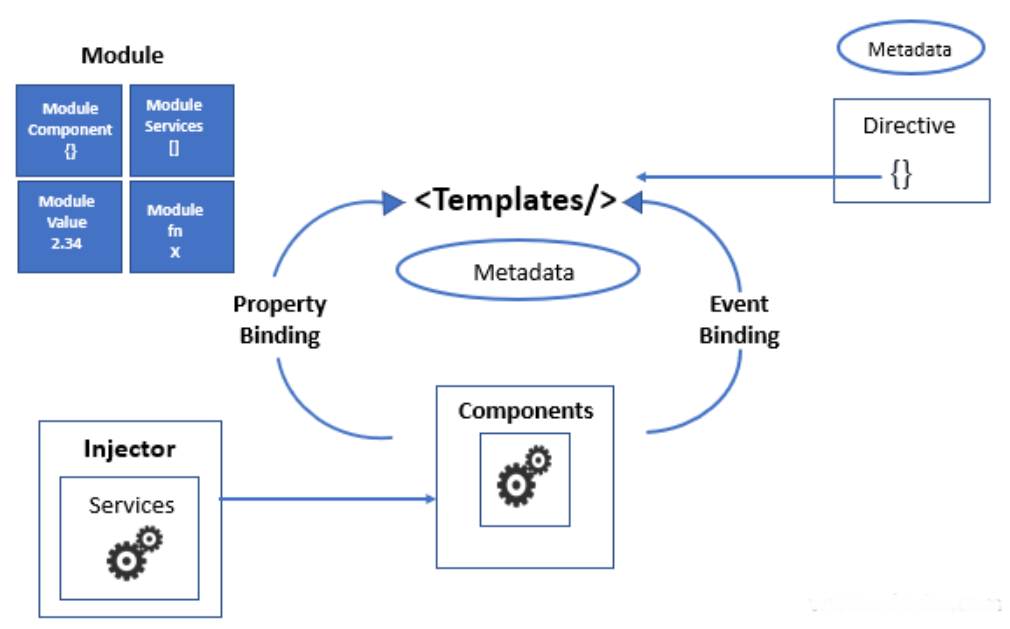 Module
Module
Component
{}
Module
Services
[]
Module
Value
2.34
Module
fn
X
Metadata
Directive
{}
<Templates/>
Metadata
Property
Binding
Event
Binding
Components
Injector
Services